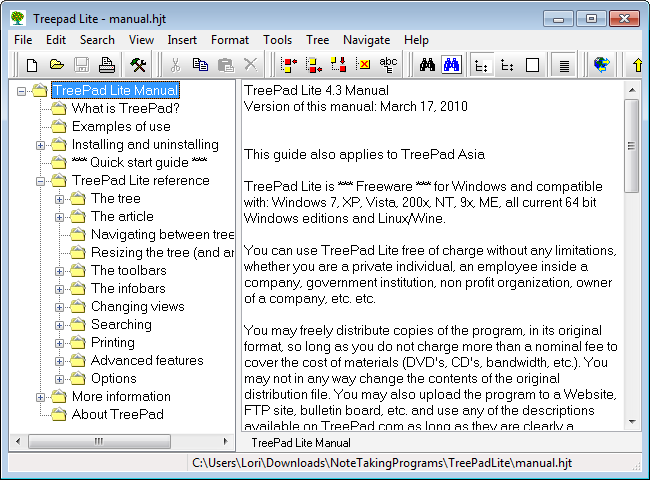 Treepad Lite - manual.hjt
File Edit Search View Insert Format Tools Tree Navigate Help
abc
TreePad Lite Manual
What is TreePad?
Examples of use
Installing and uninstalling
*** Quick start guide ***
TreePad Lite reference
The tree
The article
Navigating between tree
Resizing the tree (and ar
The toolbars
The infobars
Changing views
Searching
Printing
Advanced features
Options
More information
About TreePad
TreePad Lite 4.3 Manual
Version of this manual: March 17, 2010
This guide also applies to TreePad Asia
TreePad Lite is *** Freeware *** for Windows and compatible
with: Windows 7, XP, Vista, 200x, NT, 9x, ME, all current 64 bit
Windows editions and Linux/Wine.
You can use TreePad Lite free of charge without any limitations,
whether you are a private individual, an employee inside a
company, government institution, non profit organization, owner
of a company, etc. etc.
You may freely distribute copies of the program, in its original
format, so long as you do not charge more than a nominal fee to
cover the cost of materials (DVD's, CD's, bandwidth, etc.). You
may not in any way change the contents of the original
distribution file. You may also upload the program to a Website,
FTP site, bulletin board, etc. and use any of the descriptions
available on TreePad.com as long as they are clearly a
TreePad Lite Manual
C:\Users\Lori\Downloads\NoteTakingPrograms\TreePadLite\manual.hjt